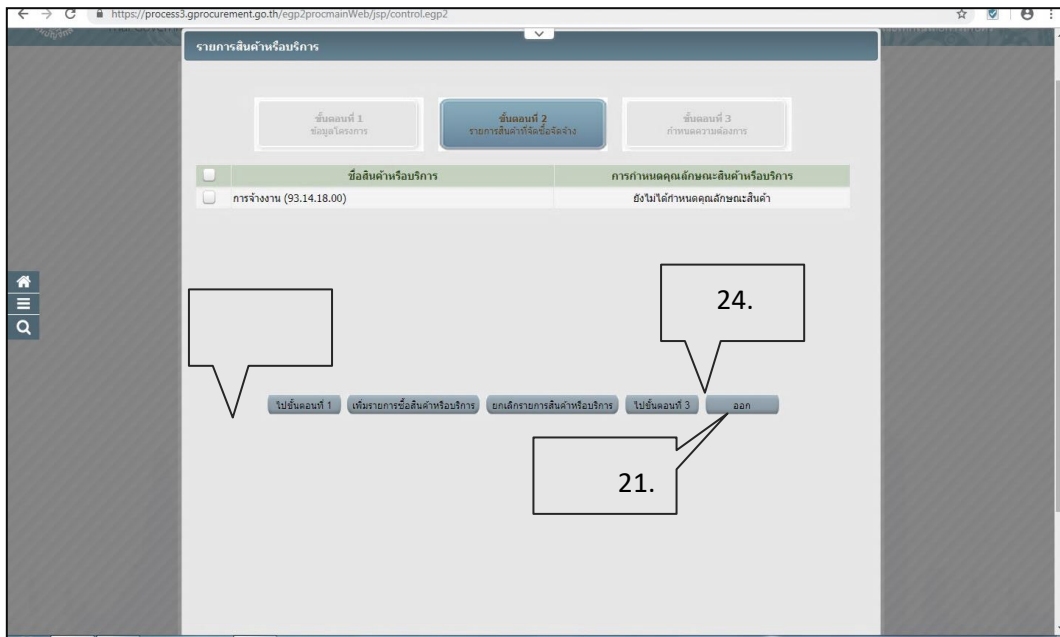 https://process3.gprocurement.go.th/egp2procmainWeb/jsp/control.egp2
รายการสินค้าหรือบริการ
ขั้นตอนที่ 1
ข้อมูลโครงการ
ขั้นตอนที่ 2
รายการสินค้าที่จัดซื้อจัดจ้าง
ขั้นตอนที่ 3
กำหนดความต้องการ
ชื่อสินค้าหรือบริการ การกำหนดคุณลักษณะสินค้าหรือบริการ
การจ้างงาน (93.14.18.00) ยังไม่ได้กำหนดคุณลักษณะสินค้า
24.
ไปขั้นตอนที่ 1 เพิ่มรายการชื่อสินค้าหรือบริการ ยกเลิกรายการสินค้าหรือบริการ ไปขั้นตอนที่ 3 ออก
21.